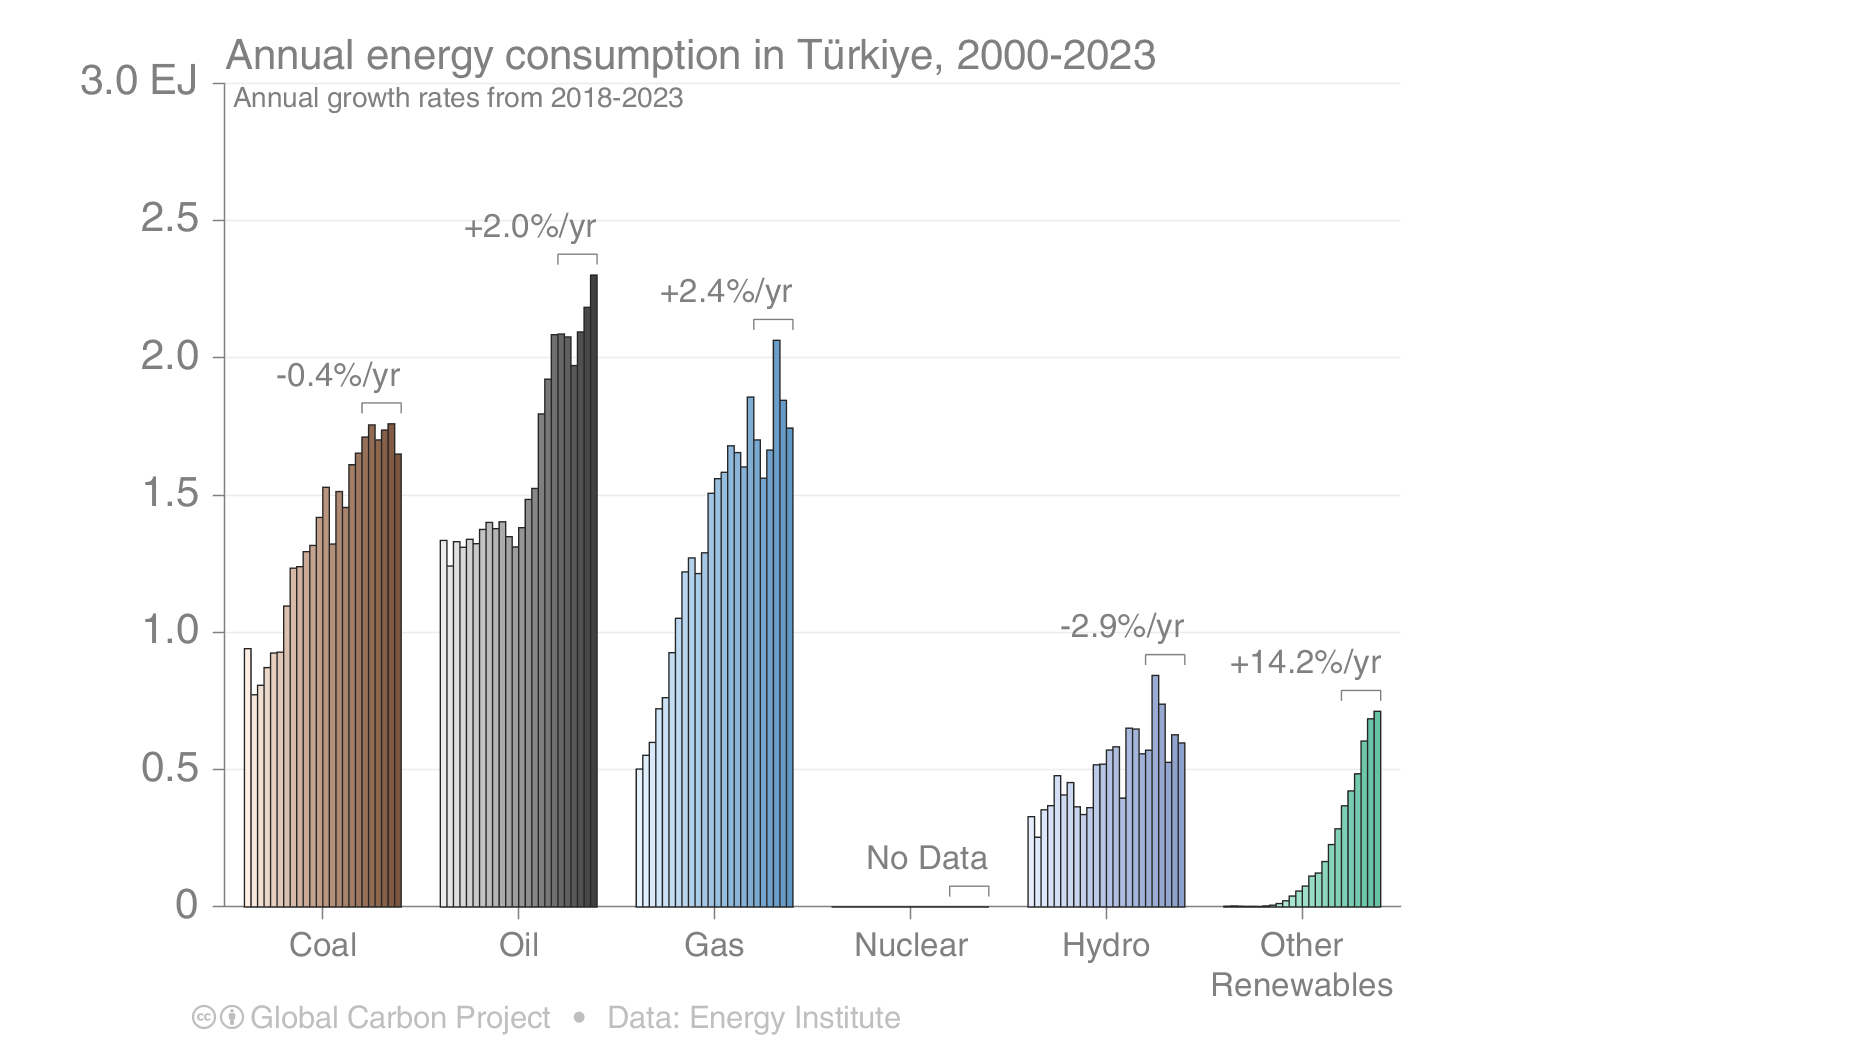 Annual energy consumption in Türkiye, 2000-2023
Annual growth rates from 2018-2023
3.0 EJ
2.5
2.0
1.5
1.0
0.5
0
-0.4%/yr
+2.0%/yr
+2.4%/yr
No Data
-2.9%/yr
+14.2%/yr
Coal
Oil
Gas
Nuclear
Hydro
Other
Renewables
cc Global Carbon Project • Data: Energy Institute